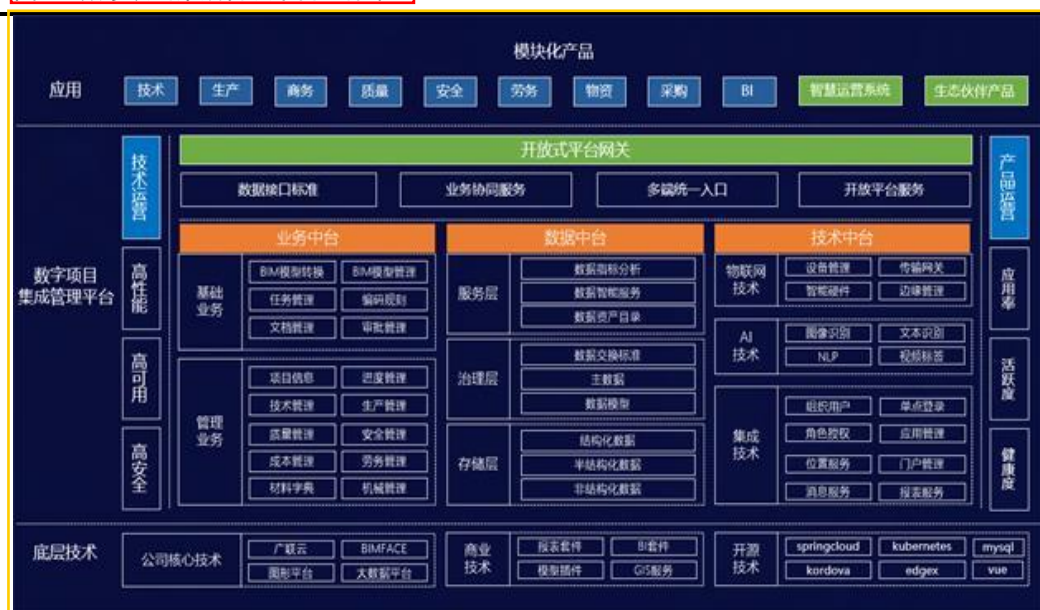 模块化产品
应用 技术 生产 商务 质量 安全 劳务 物资 采购 BI 智慧运营系统 生态伙伴产品
数字项目
集成管理平台
技术运营
高性能
高可用
高安全
开放式平台网关
数据接口标准 业务协同服务 多端统一入口 开放平台服务
业务中台
基础
业务
BIM模型转换 BIM模型管理
任务管理 编码规则
文档管理 审批管理
管理
业务
项目信息 进度管理
技术管理 生产管理
质量管理 安全管理
成本管理 劳务管理
材料字典 机械管理
数据中台
服务层
数据指标分析
数据智能服务
数据资产目录
治理层
数据交换标准
主数据
数据模型
存储层
结构化数据
半结构化数据
非结构化数据
技术中台
物联网
技术
设备管理 传输网关
智能硬件 边缘管理
AI
技术
图像识别 文本识别
NLP 视频标签
集成
技术
组织用户 单点登录
角色授权 应用管理
位置服务 门户管理
消息服务 报表服务
产品运营
应用率
活跃度
健康度
底层技术
公司核心技术
广联云 BIMFACE
图形平台 大数据平台
商业
技术
报表套件 BI套件
模型插件 GIS服务
开源
技术
springcloud kubernetes mysql
kordova edgex vue